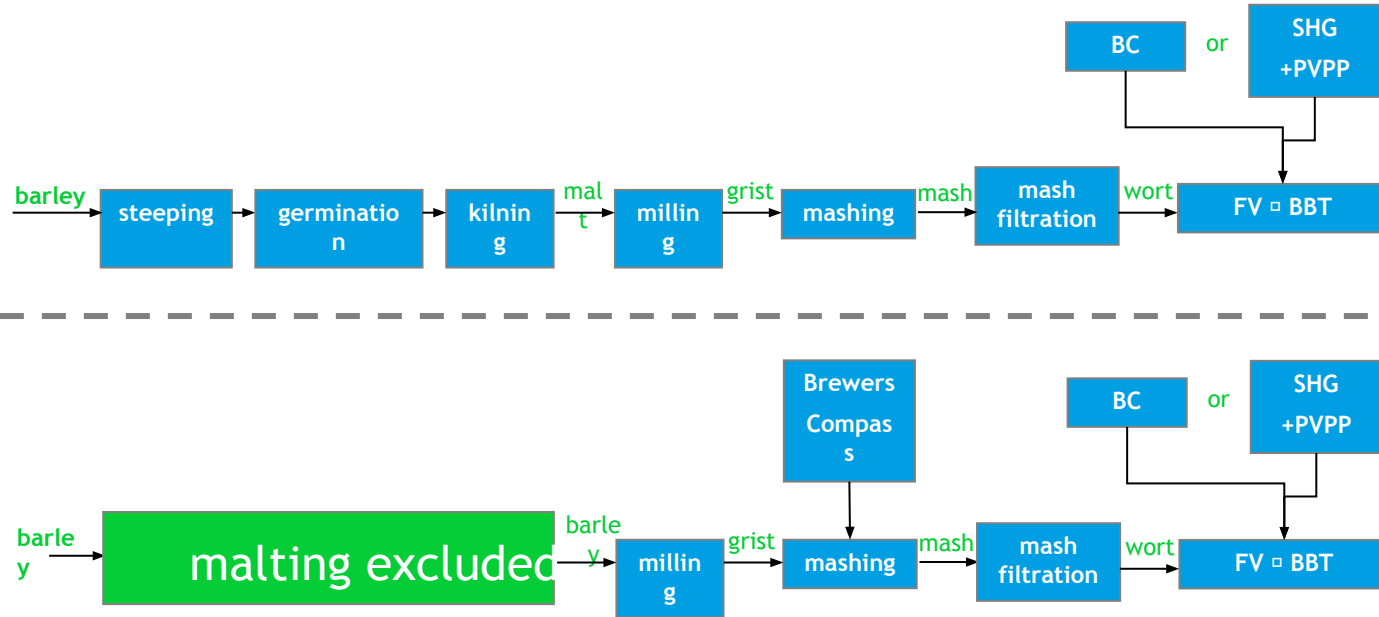 BC
or
SHG
+PVPP
barley
steeping
germinatio
n
kilnin
g
mal
t
millin
g
grist
mashing
mash
mash
filtration
wort
FV ▫ BBT
Brewers
Compas
s
BC
or
SHG
+PVPP
barle
y
malting excluded
barle
y
millin
g
grist
mashing
mash
mash
filtration
wort
FV ▫ BBT